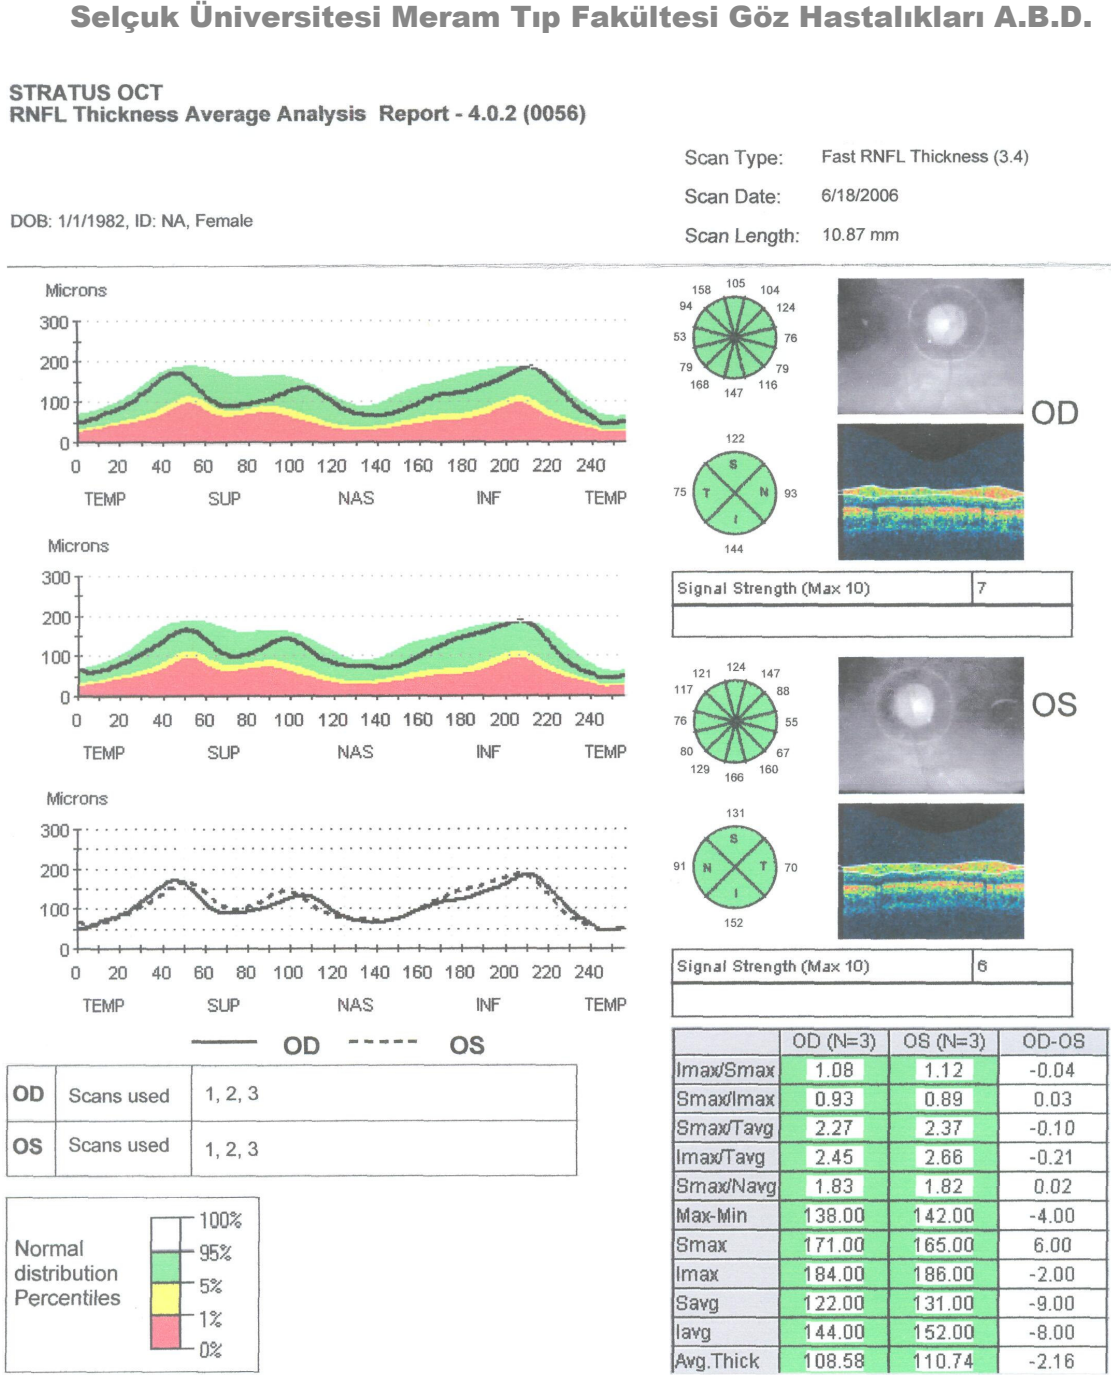 Selçuk Üniversitesi Meram Tıp Fakültesi Göz Hastalıkları A.B.D.
STRATUS OCT
RNFL Thickness Average Analysis Report - 4.0.2 (0056)
Scan Type: Fast RNFL Thickness (3.4)
Scan Date: 6/18/2006
DOB: 1/1/1982, ID: NA, Female
Scan Length: 10.87 mm
Microns
300
200
100
0
0 20 40 60 80 100 120 140 160 180 200 220 240
TEMP SUP NAS INF TEMP
158 105 104
94 124
53 76
79 79
168 116
147
OD
122
S
75 T N 93
I
144
Signal Strength (Max 10) 7
Microns
300
200
100
0
0 20 40 60 80 100 120 140 160 180 200 220 240
TEMP SUP NAS INF TEMP
121 124 147
117 88
76 55
80 67
129 160
166
OS
131
S
91 N T 70
I
152
Signal Strength (Max 10) 6
Microns
300
200
100
0
0 20 40 60 80 100 120 140 160 180 200 220 240
TEMP SUP NAS INF TEMP
OD OS
OD Scans used 1, 2, 3
OS Scans used 1, 2, 3
Normal
distribution
Percentiles
100%
95%
5%
1%
0%
OD (N=3) OS (N=3) OD-OS
Imax/Smax 1.08 1.12 -0.04
Smax/Imax 0.93 0.89 0.03
Smax/Tavg 2.27 2.37 -0.10
Imax/Tavg 2.45 2.66 -0.21
Smax/Navg 1.83 1.82 0.02
Max-Min 138.00 142.00 -4.00
Smax 171.00 165.00 6.00
Imax 184.00 186.00 -2.00
Savg 122.00 131.00 -9.00
Iavg 144.00 152.00 -8.00
Avg.Thick 108.58 110.74 -2.16